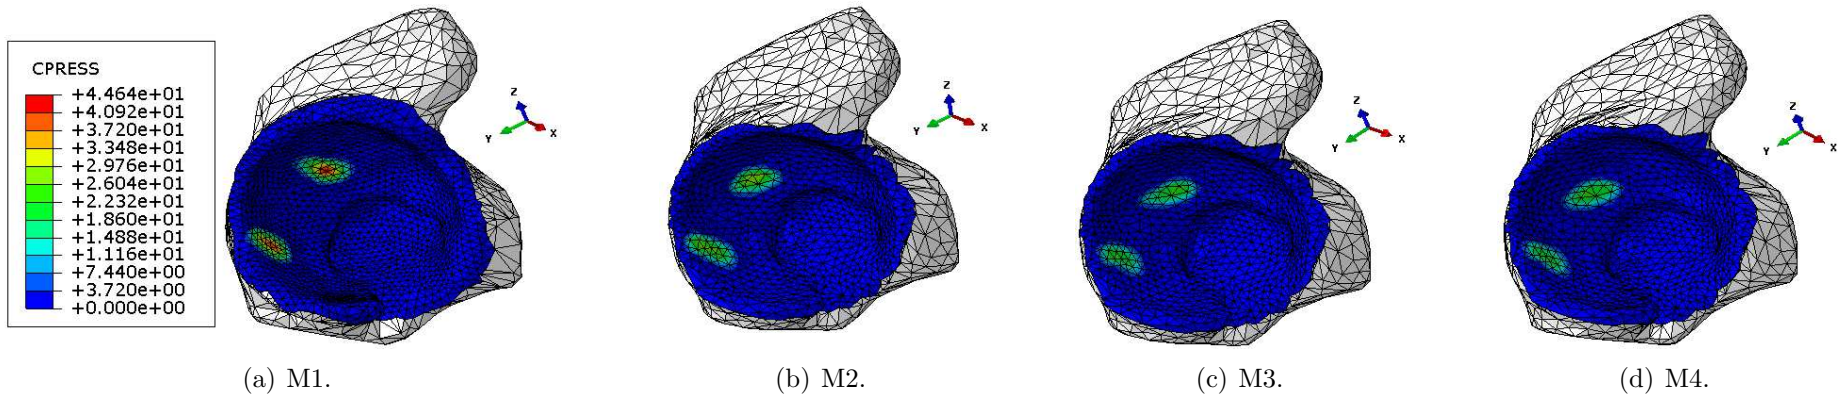 CPRESS
+4.464e+01
+4.092e+01
+3.720e+01
+3.348e+01
+2.976e+01
+2.604e+01
+2.232e+01
+1.860e+01
+1.488e+01
+1.116e+01
+7.440e+00
+3.720e+00
+0.000e+00
Z
Y
X
Z
Y
X
Z
Y
X
Z
Y
X
(a) M1.
(b) M2.
(c) M3.
(d) M4.